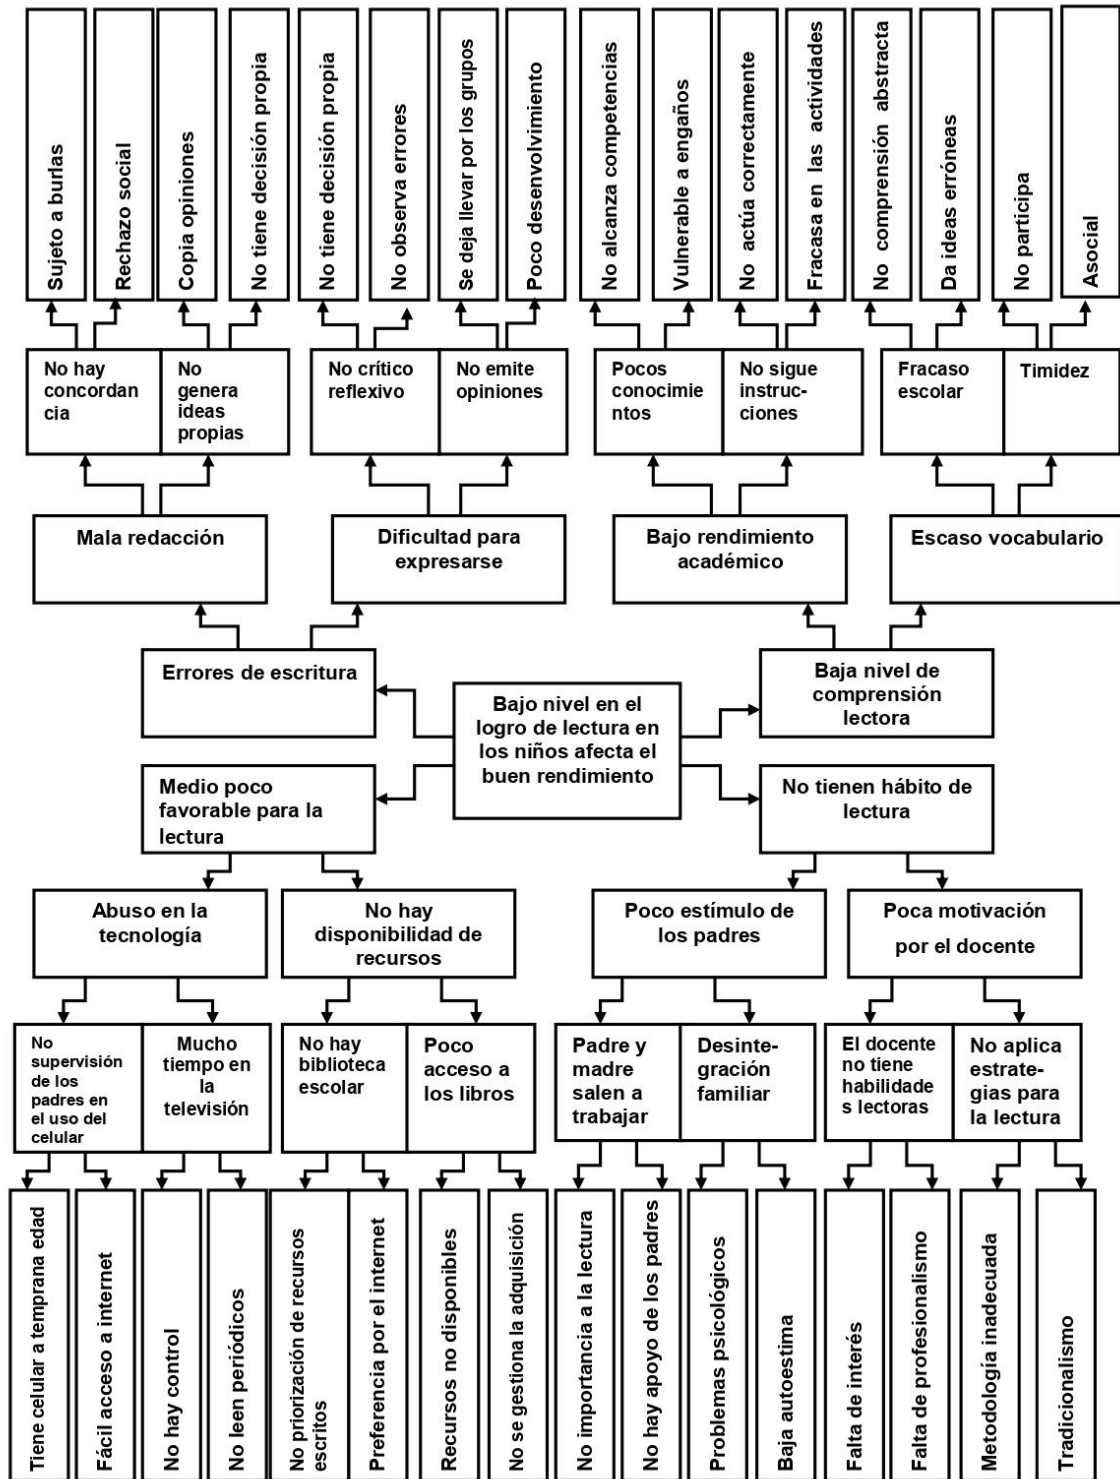 Sujeto a burlas
Rechazo social
Copia opiniones
No tiene decisión propia
No tiene decisión propia
No observa errores
Se deja llevar por los grupos
Poco desenvolvimiento
No alcanza competencias
Vulnerable a engaños
No actúa correctamente
Fracasa en las actividades
No comprensión abstracta
Da ideas erróneas
No participa
Asocial
No hay
concordan
cia
No
genera
ideas
propias
No crítico
reflexivo
No emite
opiniones
Pocos
conocimie
ntos
No sigue
instruc-
ciones
Fracaso
escolar
Timidez
Mala redacción
Dificultad para
expresarse
Bajo rendimiento
académico
Escaso vocabulario
Errores de escritura
Baja nivel de
comprensión
lectora
Bajo nivel en el
logro de lectura en
los niños afecta el
buen rendimiento
Medio poco
favorable para la
lectura
No tienen hábito de
lectura
Abuso en la
tecnología
No hay
disponibilidad de
recursos
Poco estímulo de
los padres
Poca motivación
por el docente
No
supervisión
de los
padres en
el uso del
celular
Mucho
tiempo en
la
televisión
No hay
biblioteca
escolar
Poco
acceso a
los libros
Padre y
madre
salen a
trabajar
Desinte-
gración
familiar
El docente
no tiene
habilidade
s lectoras
No aplica
estrate-
gias para
la lectura
Tiene celular a temprana edad
Fácil acceso a internet
No hay control
No leen periódicos
No priorización de recursos
escritos
Preferencia por el internet
Recursos no disponibles
No se gestiona la adquisición
No importancia a la lectura
No hay apoyo de los padres
Problemas psicológicos
Baja autoestima
Falta de interés
Falta de profesionalismo
Metodología inadecuada
Tradicionalismo